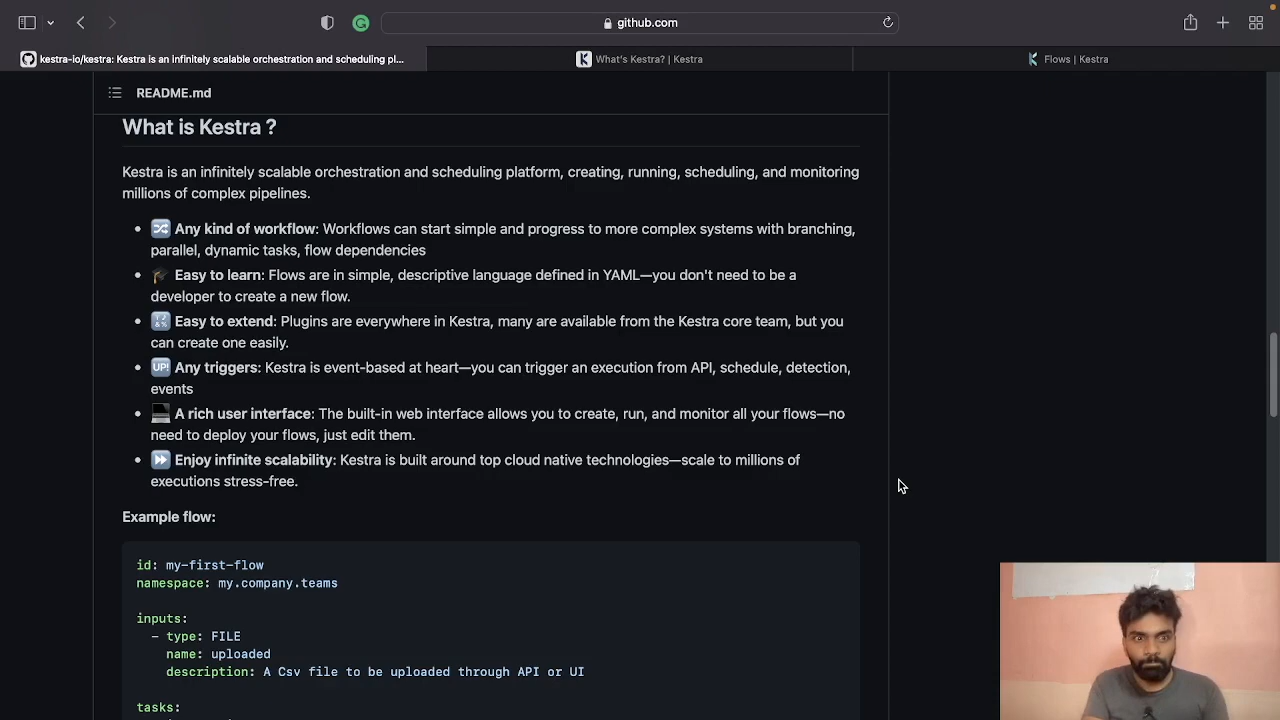 github.com
kestra-io/kestra: Kestra is an infinitely scalable orchestration and scheduling pl...
What's Kestra? | Kestra
Flows | Kestra
README.md
What is Kestra ?
Kestra is an infinitely scalable orchestration and scheduling platform, creating, running, scheduling, and monitoring
millions of complex pipelines.
Any kind of workflow: Workflows can start simple and progress to more complex systems with branching,
parallel, dynamic tasks, flow dependencies
Easy to learn: Flows are in simple, descriptive language defined in YAML—you don't need to be a
developer to create a new flow.
Easy to extend: Plugins are everywhere in Kestra, many are available from the Kestra core team, but you
can create one easily.
UP! Any triggers: Kestra is event-based at heart—you can trigger an execution from API, schedule, detection,
events
A rich user interface: The built-in web interface allows you to create, run, and monitor all your flows—no
need to deploy your flows, just edit them.
Enjoy infinite scalability: Kestra is built around top cloud native technologies—scale to millions of
executions stress-free.
Example flow:
id: my-first-flow
namespace: my.company.teams
inputs:
- type: FILE
name: uploaded
description: A Csv file to be uploaded through API or UI
tasks: